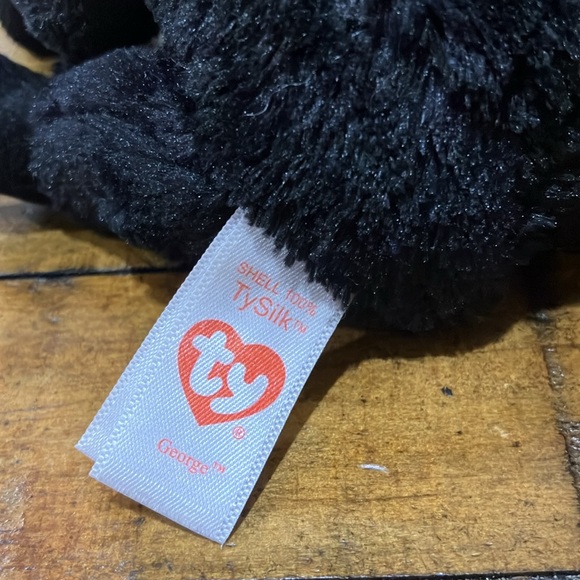 SHELL 100%
TySilk™
ty
®
George™